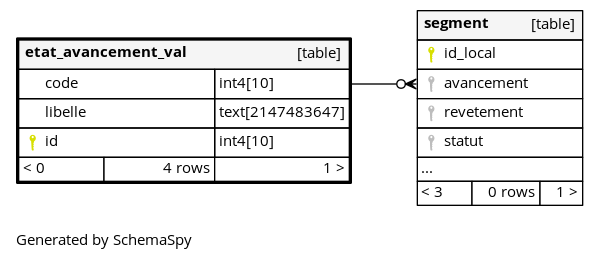 etat_avancement_val [table]
code int4[10]
libelle text[2147483647]
id int4[10]
< 0 4 rows 1 >
segment [table]
id_local
avancement
revetement
statut
...
< 3 0 rows 1 >
Generated by SchemaSpy